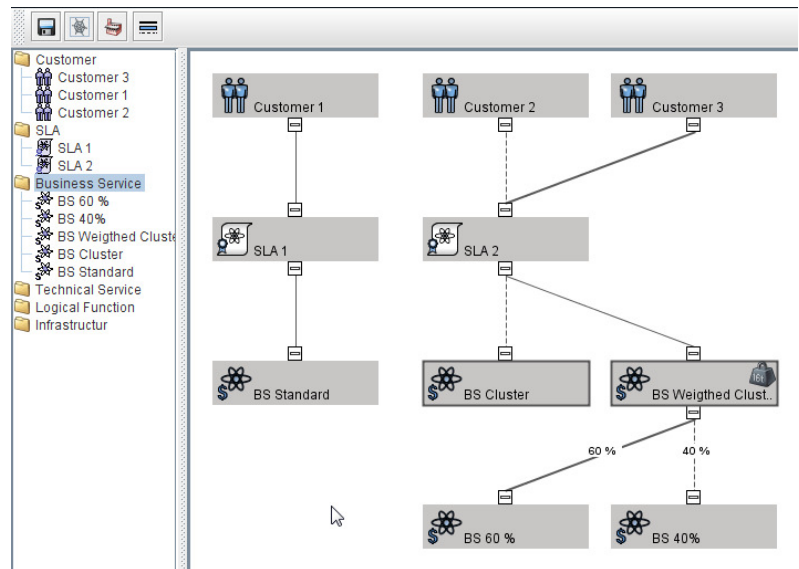 Customer
Customer 3
Customer 1
Customer 2
SLA
SLA 1
SLA 2
Business Service
BS 60 %
BS 40%
BS Weigthed Cluste
BS Cluster
BS Standard
Technical Service
Logical Function
Infrastructur
Customer 1
Customer 2
Customer 3
SLA 1
SLA 2
BS Standard
BS Cluster
BS Weigthed Clust..
16t
60 %
40 %
BS 60 %
BS 40%